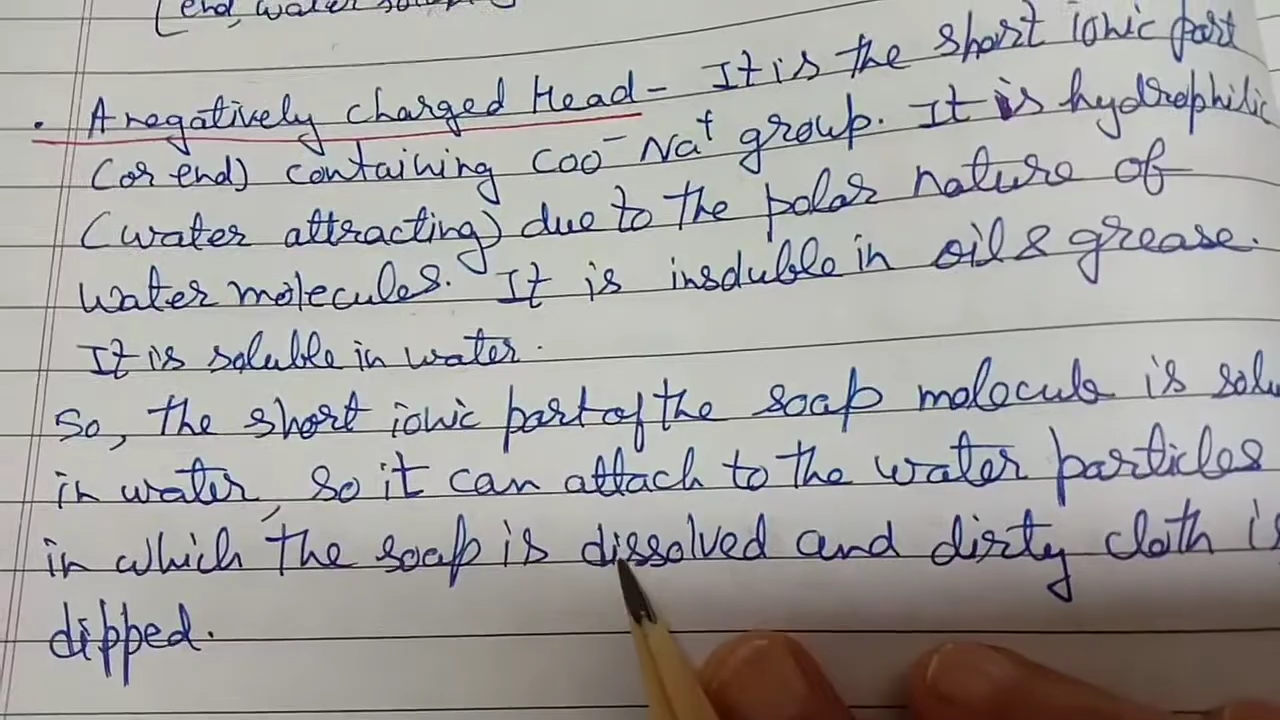 (end, water
. A negatively charged Head - It is the short ionic part
(or end) containing COO⁻Na⁺ group. It is hydrophilic
(water attracting) due to the polar nature of
water molecules. It is insoluble in oil & grease.
It is soluble in water.
So, the short ionic part of the soap molecule is solu
in water, so it can attach to the water particles
in which the soap is dissolved and dirty cloth is
dipped.